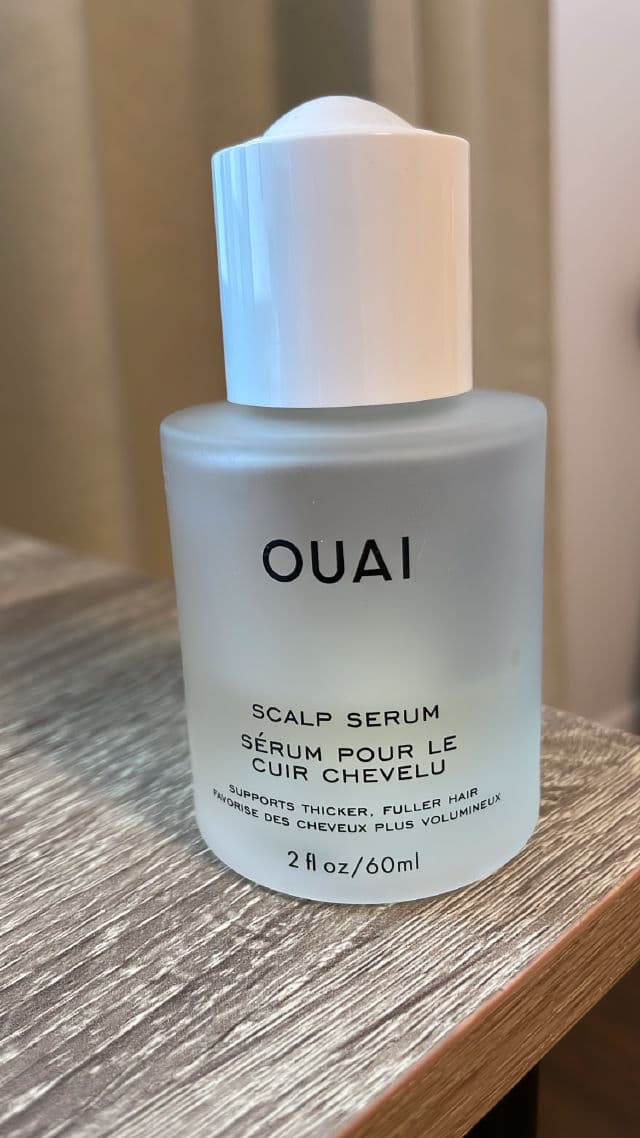 OUAI
SCALP SERUM
SÉRUM POUR LE
CUIR CHEVELU
SUPPORTS THICKER, FULLER HAIR
FAVORISE DES CHEVEUX PLUS VOLUMINEUX
2 fl oz/60ml